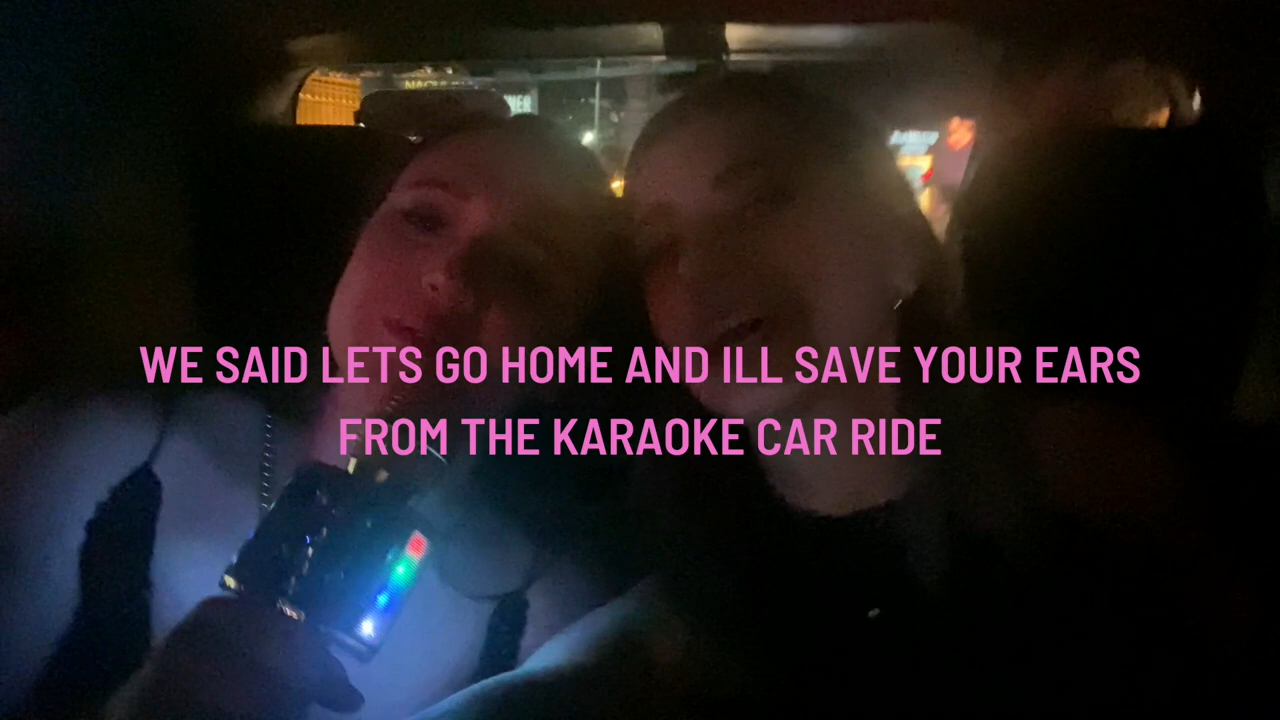 WE SAID LETS GO HOME AND ILL SAVE YOUR EARS
FROM THE KARAOKE CAR RIDE